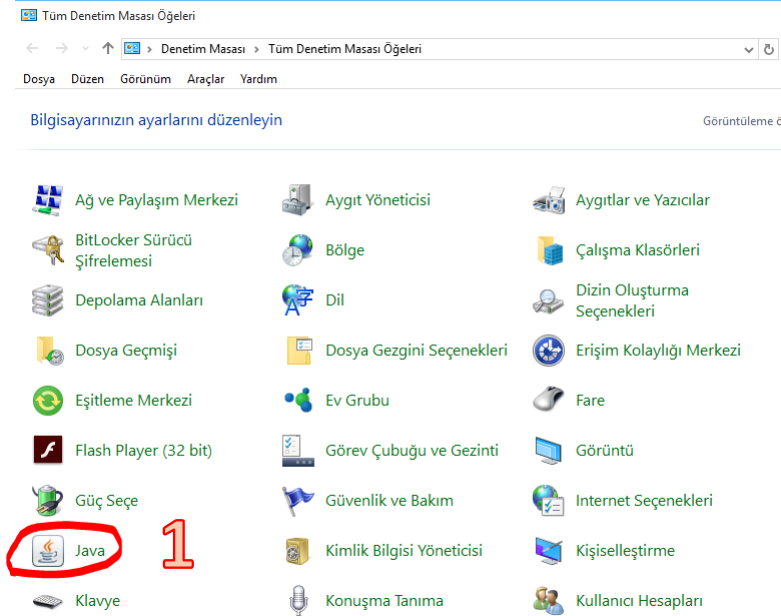 Tüm Denetim Masası Öğeleri
Denetim Masası > Tüm Denetim Masası Öğeleri
Dosya Düzen Görünüm Araçlar Yardım
Bilgisayarınızın ayarlarını düzenleyin
Görüntüleme ö
Ağ ve Paylaşım Merkezi
Aygıt Yöneticisi
Aygıtlar ve Yazıcılar
BitLocker Sürücü
Şifrelemesi
Bölge
Çalışma Klasörleri
Depolama Alanları
Dil
Dizin Oluşturma
Seçenekleri
Dosya Geçmişi
Dosya Gezgini Seçenekleri
Erişim Kolaylığı Merkezi
Eşitleme Merkezi
Ev Grubu
Fare
Flash Player (32 bit)
Görev Çubuğu ve Gezinti
Görüntü
Güç Seçe
Güvenlik ve Bakım
Internet Seçenekleri
Java
1
Kimlik Bilgisi Yöneticisi
Kişiselleştirme
Klavye
Konuşma Tanıma
Kullanıcı Hesapları